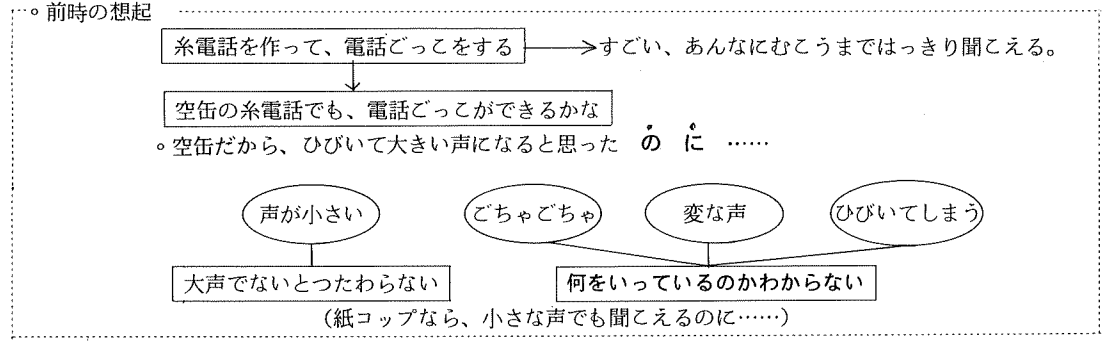 ◦前時の想起
糸電話を作って、電話ごっこをする すごい、あんなにむこうまではっきり聞こえる。
空缶の糸電話でも、電話ごっこができるかな
◦空缶だから、ひびいて大きい声になると思った のに ……
声が小さい ごちゃごちゃ 変な声 ひびいてしまう
大声でないとつたわらない 何をいっているのかわからない
(紙コップなら、小さな声でも聞こえるのに……)